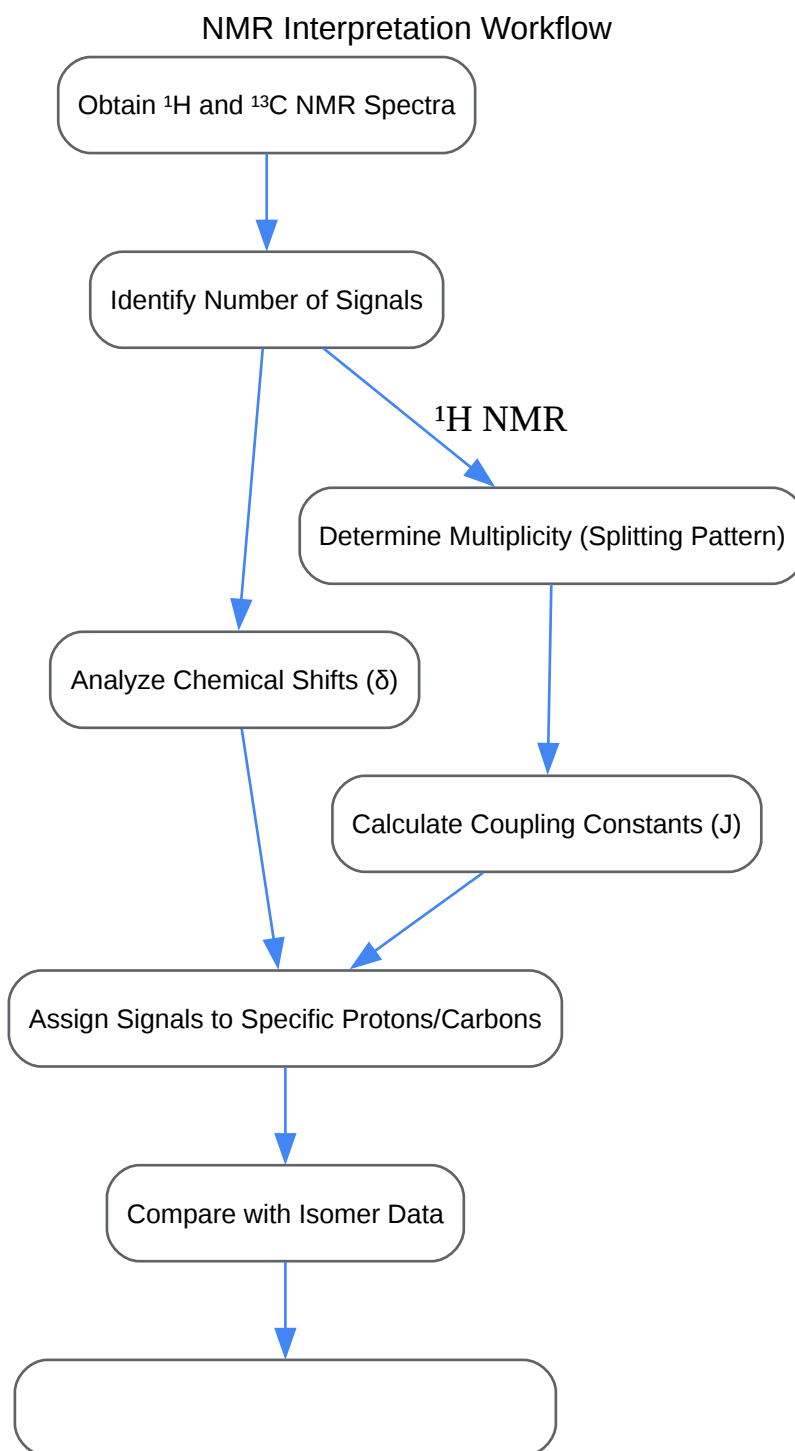 NMR Interpretation Workflow
Obtain ¹H and ¹³C NMR Spectra
Identify Number of Signals
¹H NMR
Determine Multiplicity (Splitting Pattern)
Analyze Chemical Shifts (δ)
Calculate Coupling Constants (J)
Assign Signals to Specific Protons/Carbons
Compare with Isomer Data